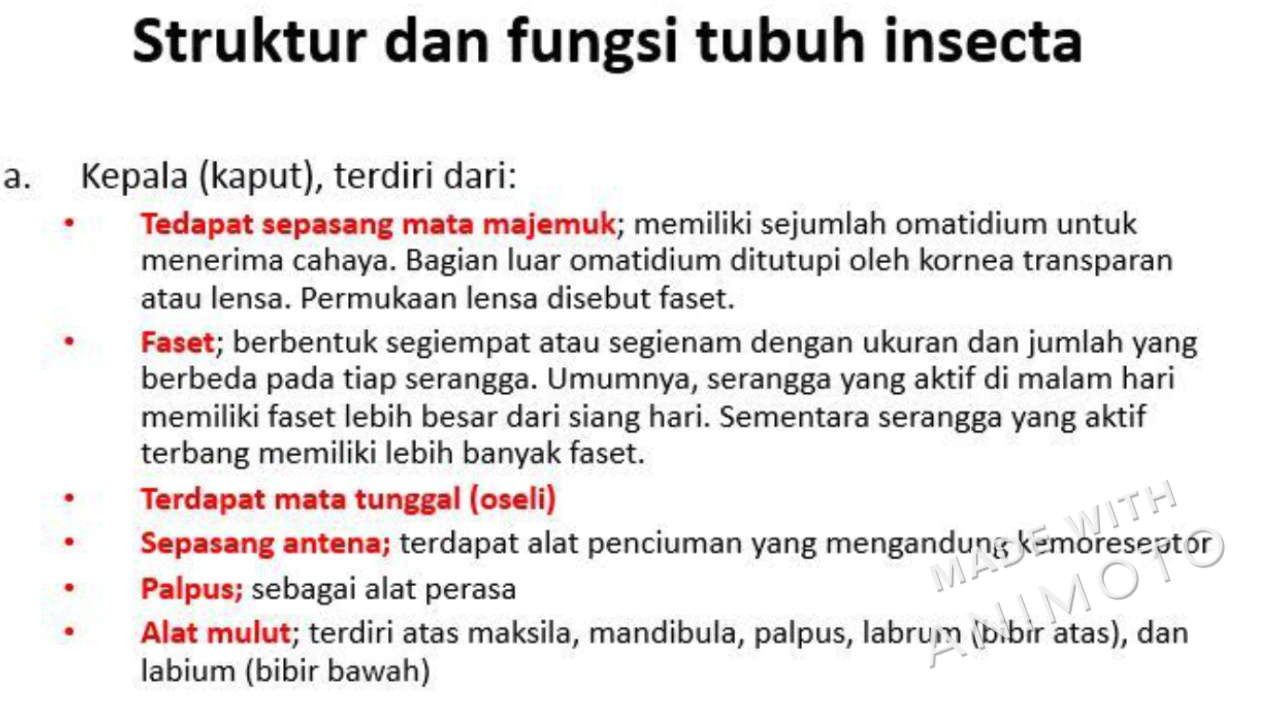 Struktur dan fungsi tubuh insecta
a. Kepala (kaput), terdiri dari:
• Tedapat sepasang mata majemuk; memiliki sejumlah omatidium untuk
menerima cahaya. Bagian luar omatidium ditutupi oleh kornea transparan
atau lensa. Permukaan lensa disebut faset.
• Faset; berbentuk segiempat atau segienam dengan ukuran dan jumlah yang
berbeda pada tiap serangga. Umumnya, serangga yang aktif di malam hari
memiliki faset lebih besar dari siang hari. Sementara serangga yang aktif
terbang memiliki lebih banyak faset.
• Terdapat mata tunggal (oseli)
• Sepasang antena; terdapat alat penciuman yang mengandung kemoreseptor
• Palpus; sebagai alat perasa
• Alat mulut; terdiri atas maksila, mandibula, palpus, labrum (bibir atas), dan
labium (bibir bawah)
MADE WITH
ANIMOTO